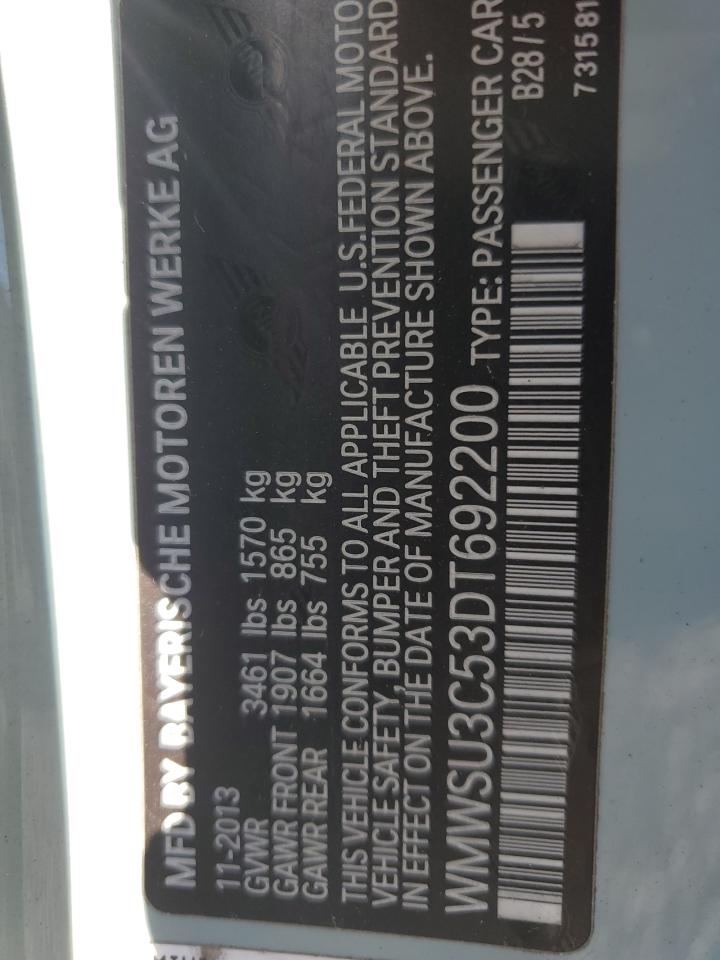 MFD BY BAYERISCHE MOTOREN WERKE AG
11-2013
GVWR 3461 lbs 1570 kg
GAWR FRONT 1907 lbs 865 kg
GAWR REAR 1664 lbs 755 kg
THIS VEHICLE CONFORMS TO ALL APPLICABLE U.S.FEDERAL MOTO
VEHICLE SAFETY, BUMPER AND THEFT PREVENTION STANDARD
IN EFFECT ON THE DATE OF MANUFACTURE SHOWN ABOVE.
WMWSU3C53DT692200 TYPE: PASSENGER CAR
B28/5
7 315 81